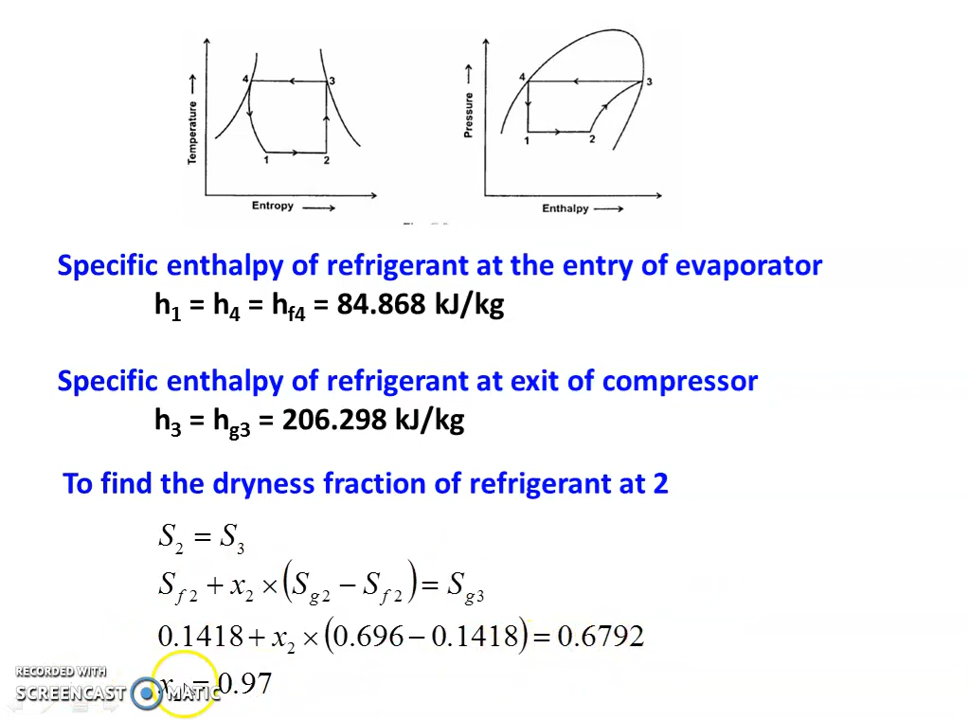 4
3
1
2
Temperature
Entropy
4
3
1
2
Pressure
Enthalpy
Specific enthalpy of refrigerant at the entry of evaporator
h1 = h4 = hf4 = 84.868 kJ/kg
Specific enthalpy of refrigerant at exit of compressor
h3 = hg3 = 206.298 kJ/kg
To find the dryness fraction of refrigerant at 2
S2 = S3
Sf2 + x2 × (Sg2 − Sf2) = Sg3
0.1418 + x2 × (0.696 − 0.1418) = 0.6792
= 0.97
RECORDED WITH
SCREENCAST MATIC